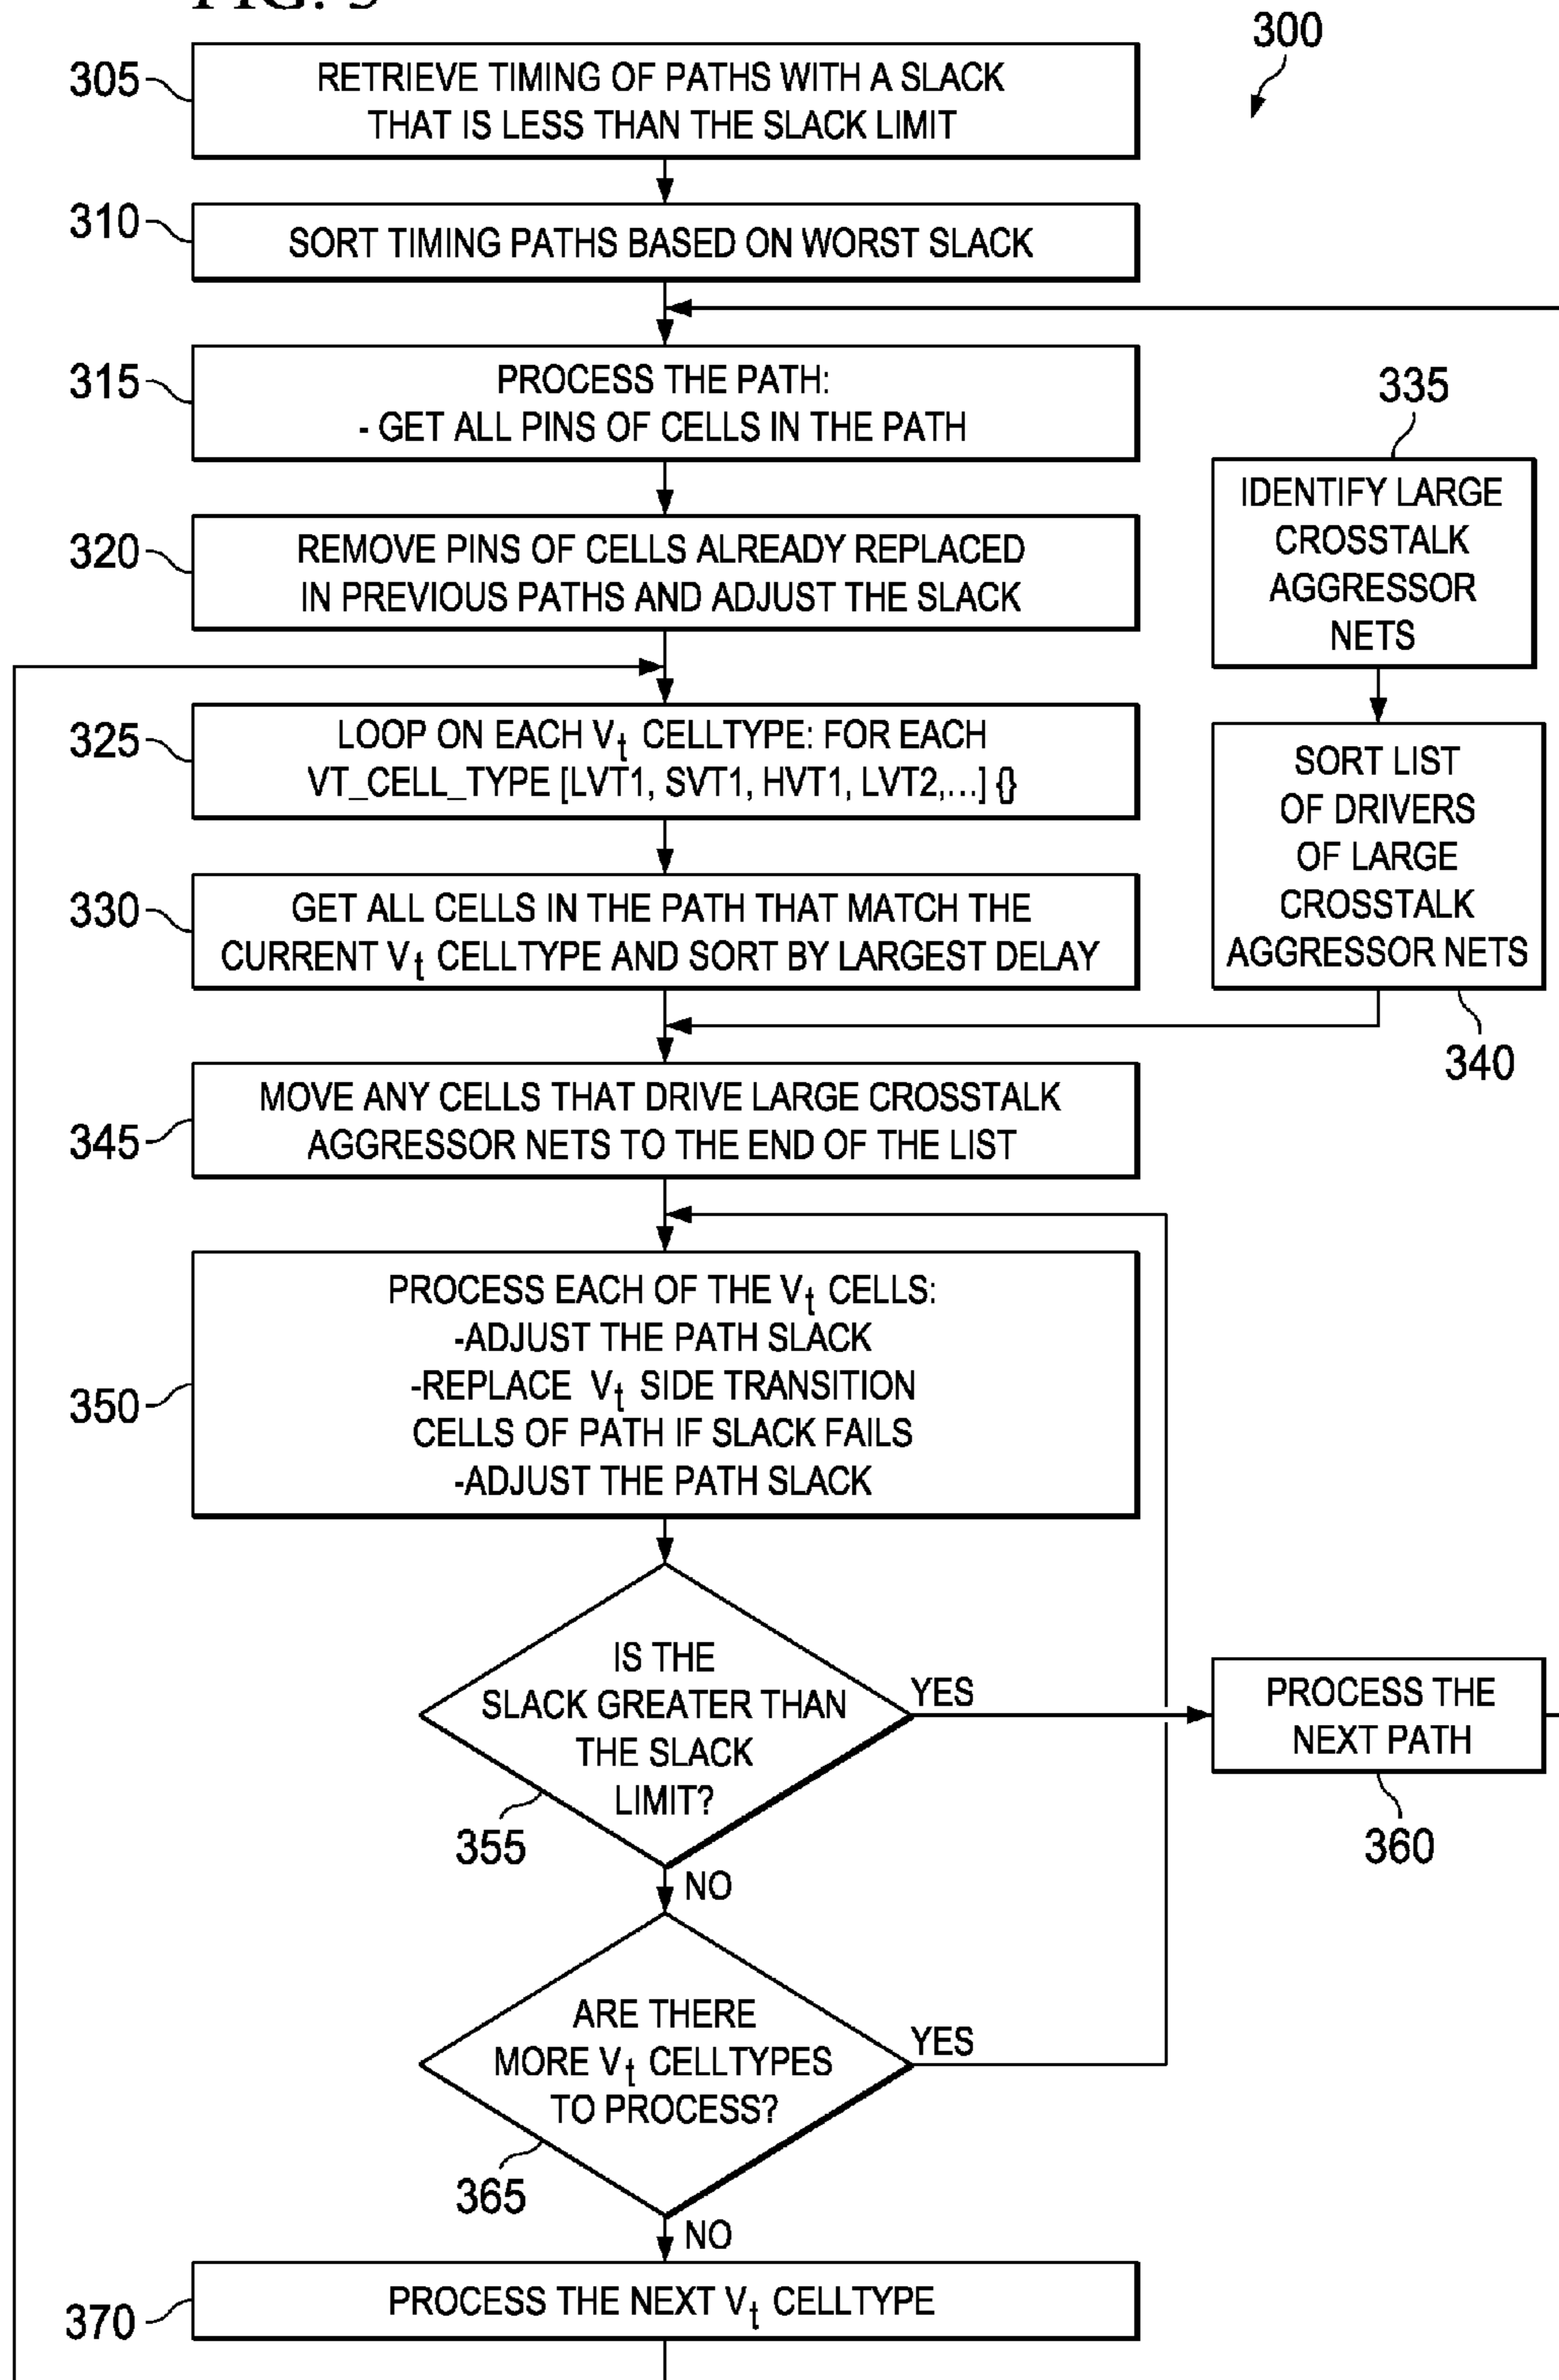 300
305
RETRIEVE TIMING OF PATHS WITH A SLACK
THAT IS LESS THAN THE SLACK LIMIT
310
SORT TIMING PATHS BASED ON WORST SLACK
315
PROCESS THE PATH:
- GET ALL PINS OF CELLS IN THE PATH
320
REMOVE PINS OF CELLS ALREADY REPLACED
IN PREVIOUS PATHS AND ADJUST THE SLACK
325
LOOP ON EACH Vt CELLTYPE: FOR EACH
VT_CELL_TYPE [LVT1, SVT1, HVT1, LVT2,...] {}
330
GET ALL CELLS IN THE PATH THAT MATCH THE
CURRENT Vt CELLTYPE AND SORT BY LARGEST DELAY
335
IDENTIFY LARGE
CROSSTALK
AGGRESSOR
NETS
SORT LIST
OF DRIVERS
OF LARGE
CROSSTALK
AGGRESSOR NETS
340
345
MOVE ANY CELLS THAT DRIVE LARGE CROSSTALK
AGGRESSOR NETS TO THE END OF THE LIST
350
PROCESS EACH OF THE Vt CELLS:
-ADJUST THE PATH SLACK
-REPLACE Vt SIDE TRANSITION
CELLS OF PATH IF SLACK FAILS
-ADJUST THE PATH SLACK
IS THE
SLACK GREATER THAN
THE SLACK
LIMIT?
355
YES
NO
PROCESS THE
NEXT PATH
360
ARE THERE
MORE Vt CELLTYPES
TO PROCESS?
365
YES
NO
370
PROCESS THE NEXT Vt CELLTYPE